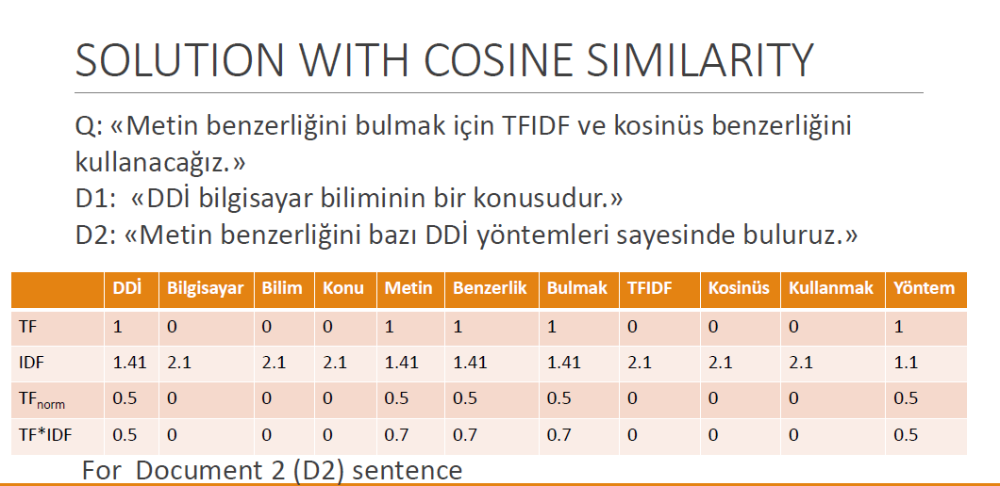 SOLUTION WITH COSINE SIMILARITY
Q: «Metin benzerliğini bulmak için TFIDF ve kosinüs benzerliğini
kullanacağız.»
D1: «DDİ bilgisayar biliminin bir konusudur.»
D2: «Metin benzerliğini bazı DDİ yöntemleri sayesinde buluruz.»
DDİ Bilgisayar Bilim Konu Metin Benzerlik Bulmak TFIDF Kosinüs Kullanmak Yöntem
TF 1 0 0 0 1 1 1 0 0 0 1
IDF 1.41 2.1 2.1 2.1 1.41 1.41 1.41 2.1 2.1 2.1 1.1
TFnorm 0.5 0 0 0 0.5 0.5 0.5 0 0 0 0.5
TF*IDF 0.5 0 0 0 0.7 0.7 0.7 0 0 0 0.5
For Document 2 (D2) sentence